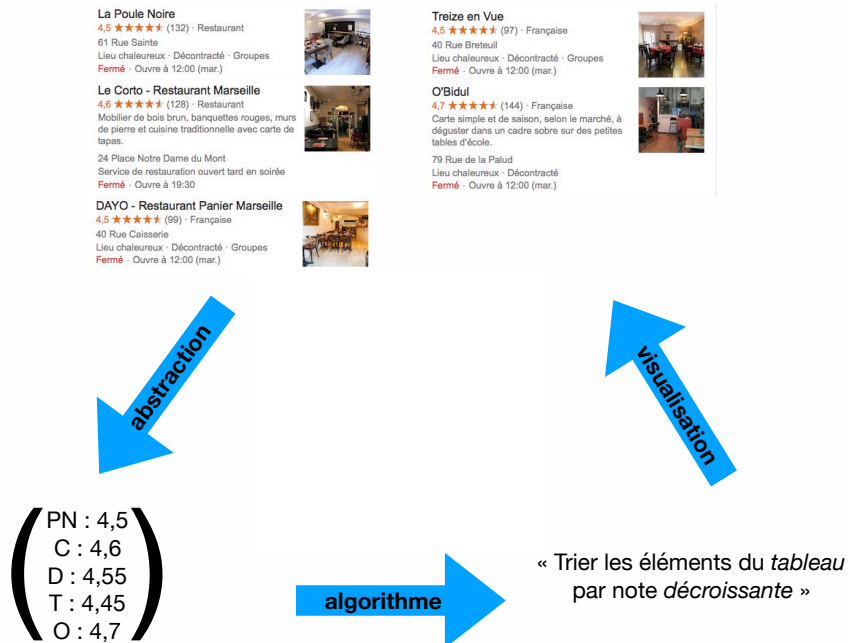 La Poule Noire
4,5 ★★★★★ (132) · Restaurant
61 Rue Sainte
Lieu chaleureux · Décontracté · Groupes
Fermé · Ouvre à 12:00 (mar.)
Le Corto - Restaurant Marseille
4,6 ★★★★★ (128) · Restaurant
Mobilier de bois brun, banquettes rouges, murs
de pierre et cuisine traditionnelle avec carte de
tapas.
24 Place Notre Dame du Mont
Service de restauration ouvert tard en soirée
Fermé · Ouvre à 19:30
DAYO - Restaurant Panier Marseille
4,5 ★★★★★ (99) · Française
40 Rue Caisserie
Lieu chaleureux · Décontracté · Groupes
Fermé · Ouvre à 12:00 (mar.)
Treize en Vue
4,5 ★★★★★ (97) · Française
40 Rue Breteuil
Lieu chaleureux · Décontracté · Groupes
Fermé · Ouvre à 12:00 (mar.)
O'Bidul
4,7 ★★★★★ (144) · Française
Carte simple et de saison, selon le marché, à
déguster dans un cadre sobre sur des petites
tables d'école.
79 Rue de la Palud
Lieu chaleureux · Décontracté
Fermé · Ouvre à 12:00 (mar.)
abstraction
visualisation
PN : 4,5
C : 4,6
D : 4,55
T : 4,45
O : 4,7
algorithme
« Trier les éléments du tableau
par note décroissante »